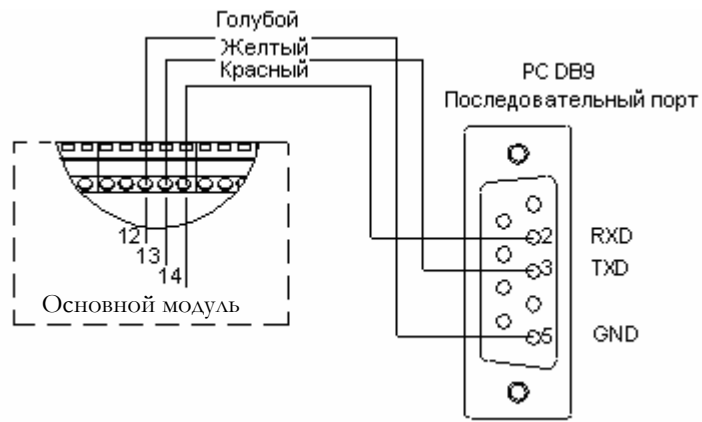 Голубой
Желтый
Красный
PC DB9
Последовательный порт
12
13
14
Основной модуль
2 RXD
3 TXD
5 GND